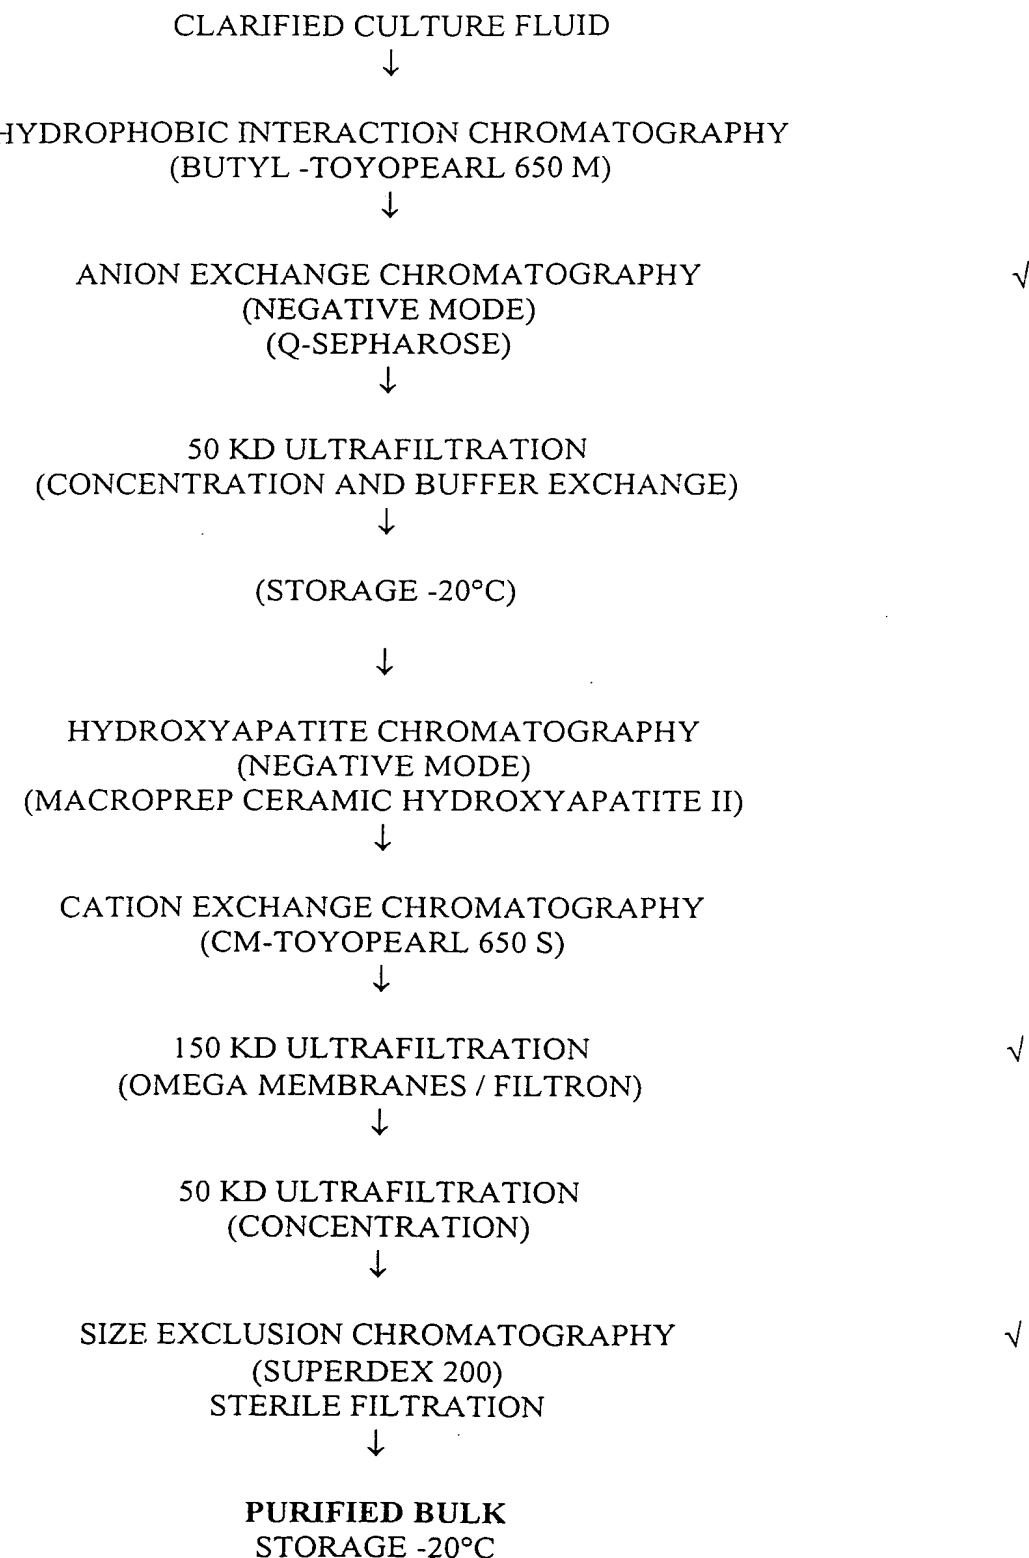 CLARIFIED CULTURE FLUID
↓
HYDROPHOBIC INTERACTION CHROMATOGRAPHY
(BUTYL -TOYOPEARL 650 M)
↓
ANION EXCHANGE CHROMATOGRAPHY √
(NEGATIVE MODE)
(Q-SEPHAROSE)
↓
50 KD ULTRAFILTRATION
(CONCENTRATION AND BUFFER EXCHANGE)
↓
(STORAGE -20°C)
↓
HYDROXYAPATITE CHROMATOGRAPHY
(NEGATIVE MODE)
(MACROPREP CERAMIC HYDROXYAPATITE II)
↓
CATION EXCHANGE CHROMATOGRAPHY
(CM-TOYOPEARL 650 S)
↓
150 KD ULTRAFILTRATION √
(OMEGA MEMBRANES / FILTRON)
↓
50 KD ULTRAFILTRATION
(CONCENTRATION)
↓
SIZE EXCLUSION CHROMATOGRAPHY √
(SUPERDEX 200)
STERILE FILTRATION
↓
PURIFIED BULK
STORAGE -20°C